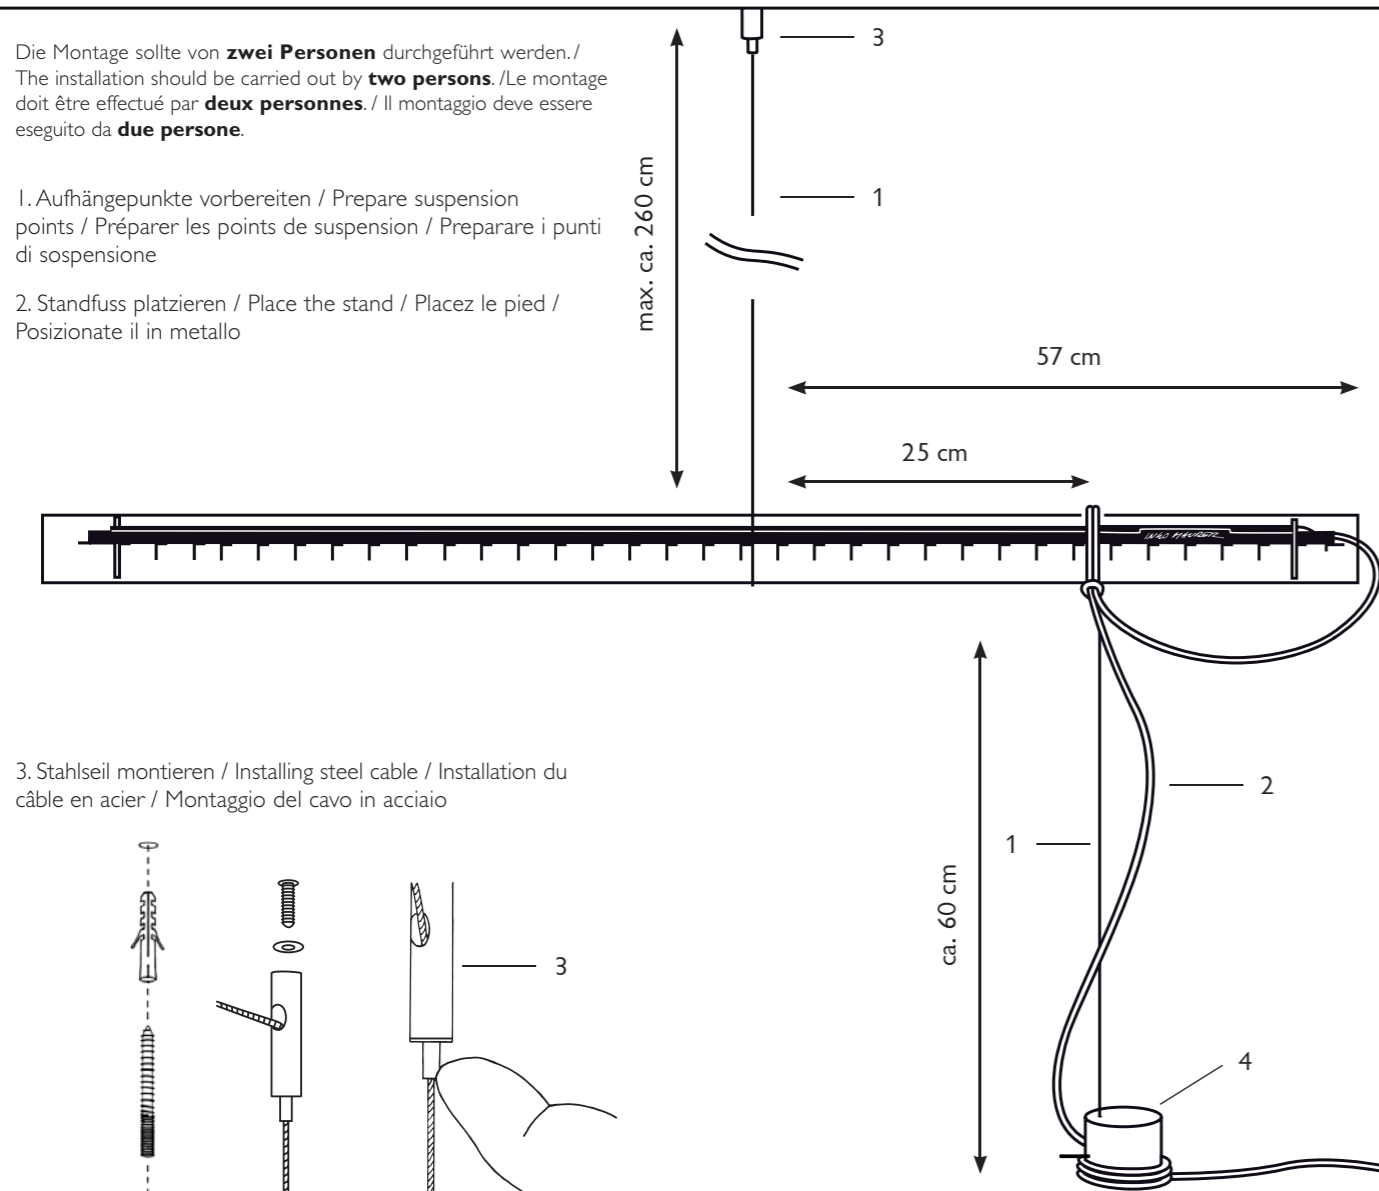 Die Montage sollte von zwei Personen durchgeführt werden./
The installation should be carried out by two persons. /Le montage
doit être effectué par deux personnes. / Il montaggio deve essere
eseguito da due persone.
1. Aufhängepunkte vorbereiten / Prepare suspension
points / Préparer les points de suspension / Preparare i punti
di sospensione
2. Standfuss platzieren / Place the stand / Placez le pied /
Posizionate il in metallo
3
max. ca. 260 cm
1
57 cm
25 cm
INGO MAURER
3. Stahlseil montieren / Installing steel cable / Installation du
câble en acier / Montaggio del cavo in acciaio
2
1
ca. 60 cm
3
4